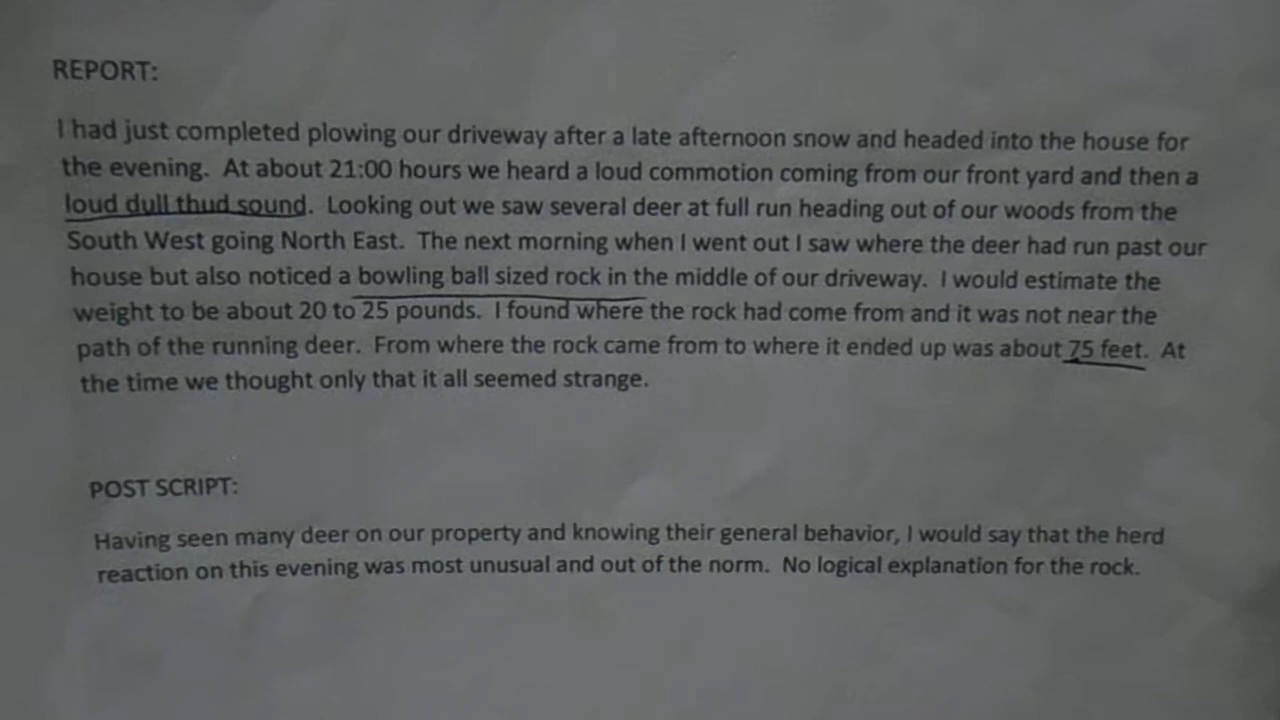 REPORT:
I had just completed plowing our driveway after a late afternoon snow and headed into the house for
the evening.  At about 21:00 hours we heard a loud commotion coming from our front yard and then a
loud dull thud sound.  Looking out we saw several deer at full run heading out of our woods from the
South West going North East.  The next morning when I went out I saw where the deer had run past our
house but also noticed a bowling ball sized rock in the middle of our driveway.  I would estimate the
weight to be about 20 to 25 pounds.  I found where the rock had come from and it was not near the
path of the running deer.  From where the rock came from to where it ended up was about 75 feet.  At
the time we thought only that it all seemed strange.
POST SCRIPT:
Having seen many deer on our property and knowing their general behavior, I would say that the herd
reaction on this evening was most unusual and out of the norm.  No logical explanation for the rock.